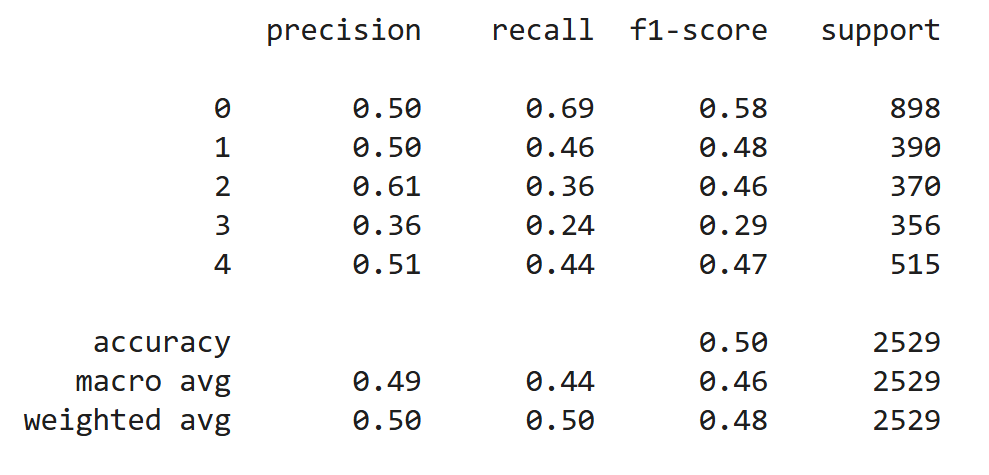 precision recall f1-score support
0 0.50 0.69 0.58 898
1 0.50 0.46 0.48 390
2 0.61 0.36 0.46 370
3 0.36 0.24 0.29 356
4 0.51 0.44 0.47 515
accuracy 0.50 2529
macro avg 0.49 0.44 0.46 2529
weighted avg 0.50 0.50 0.48 2529